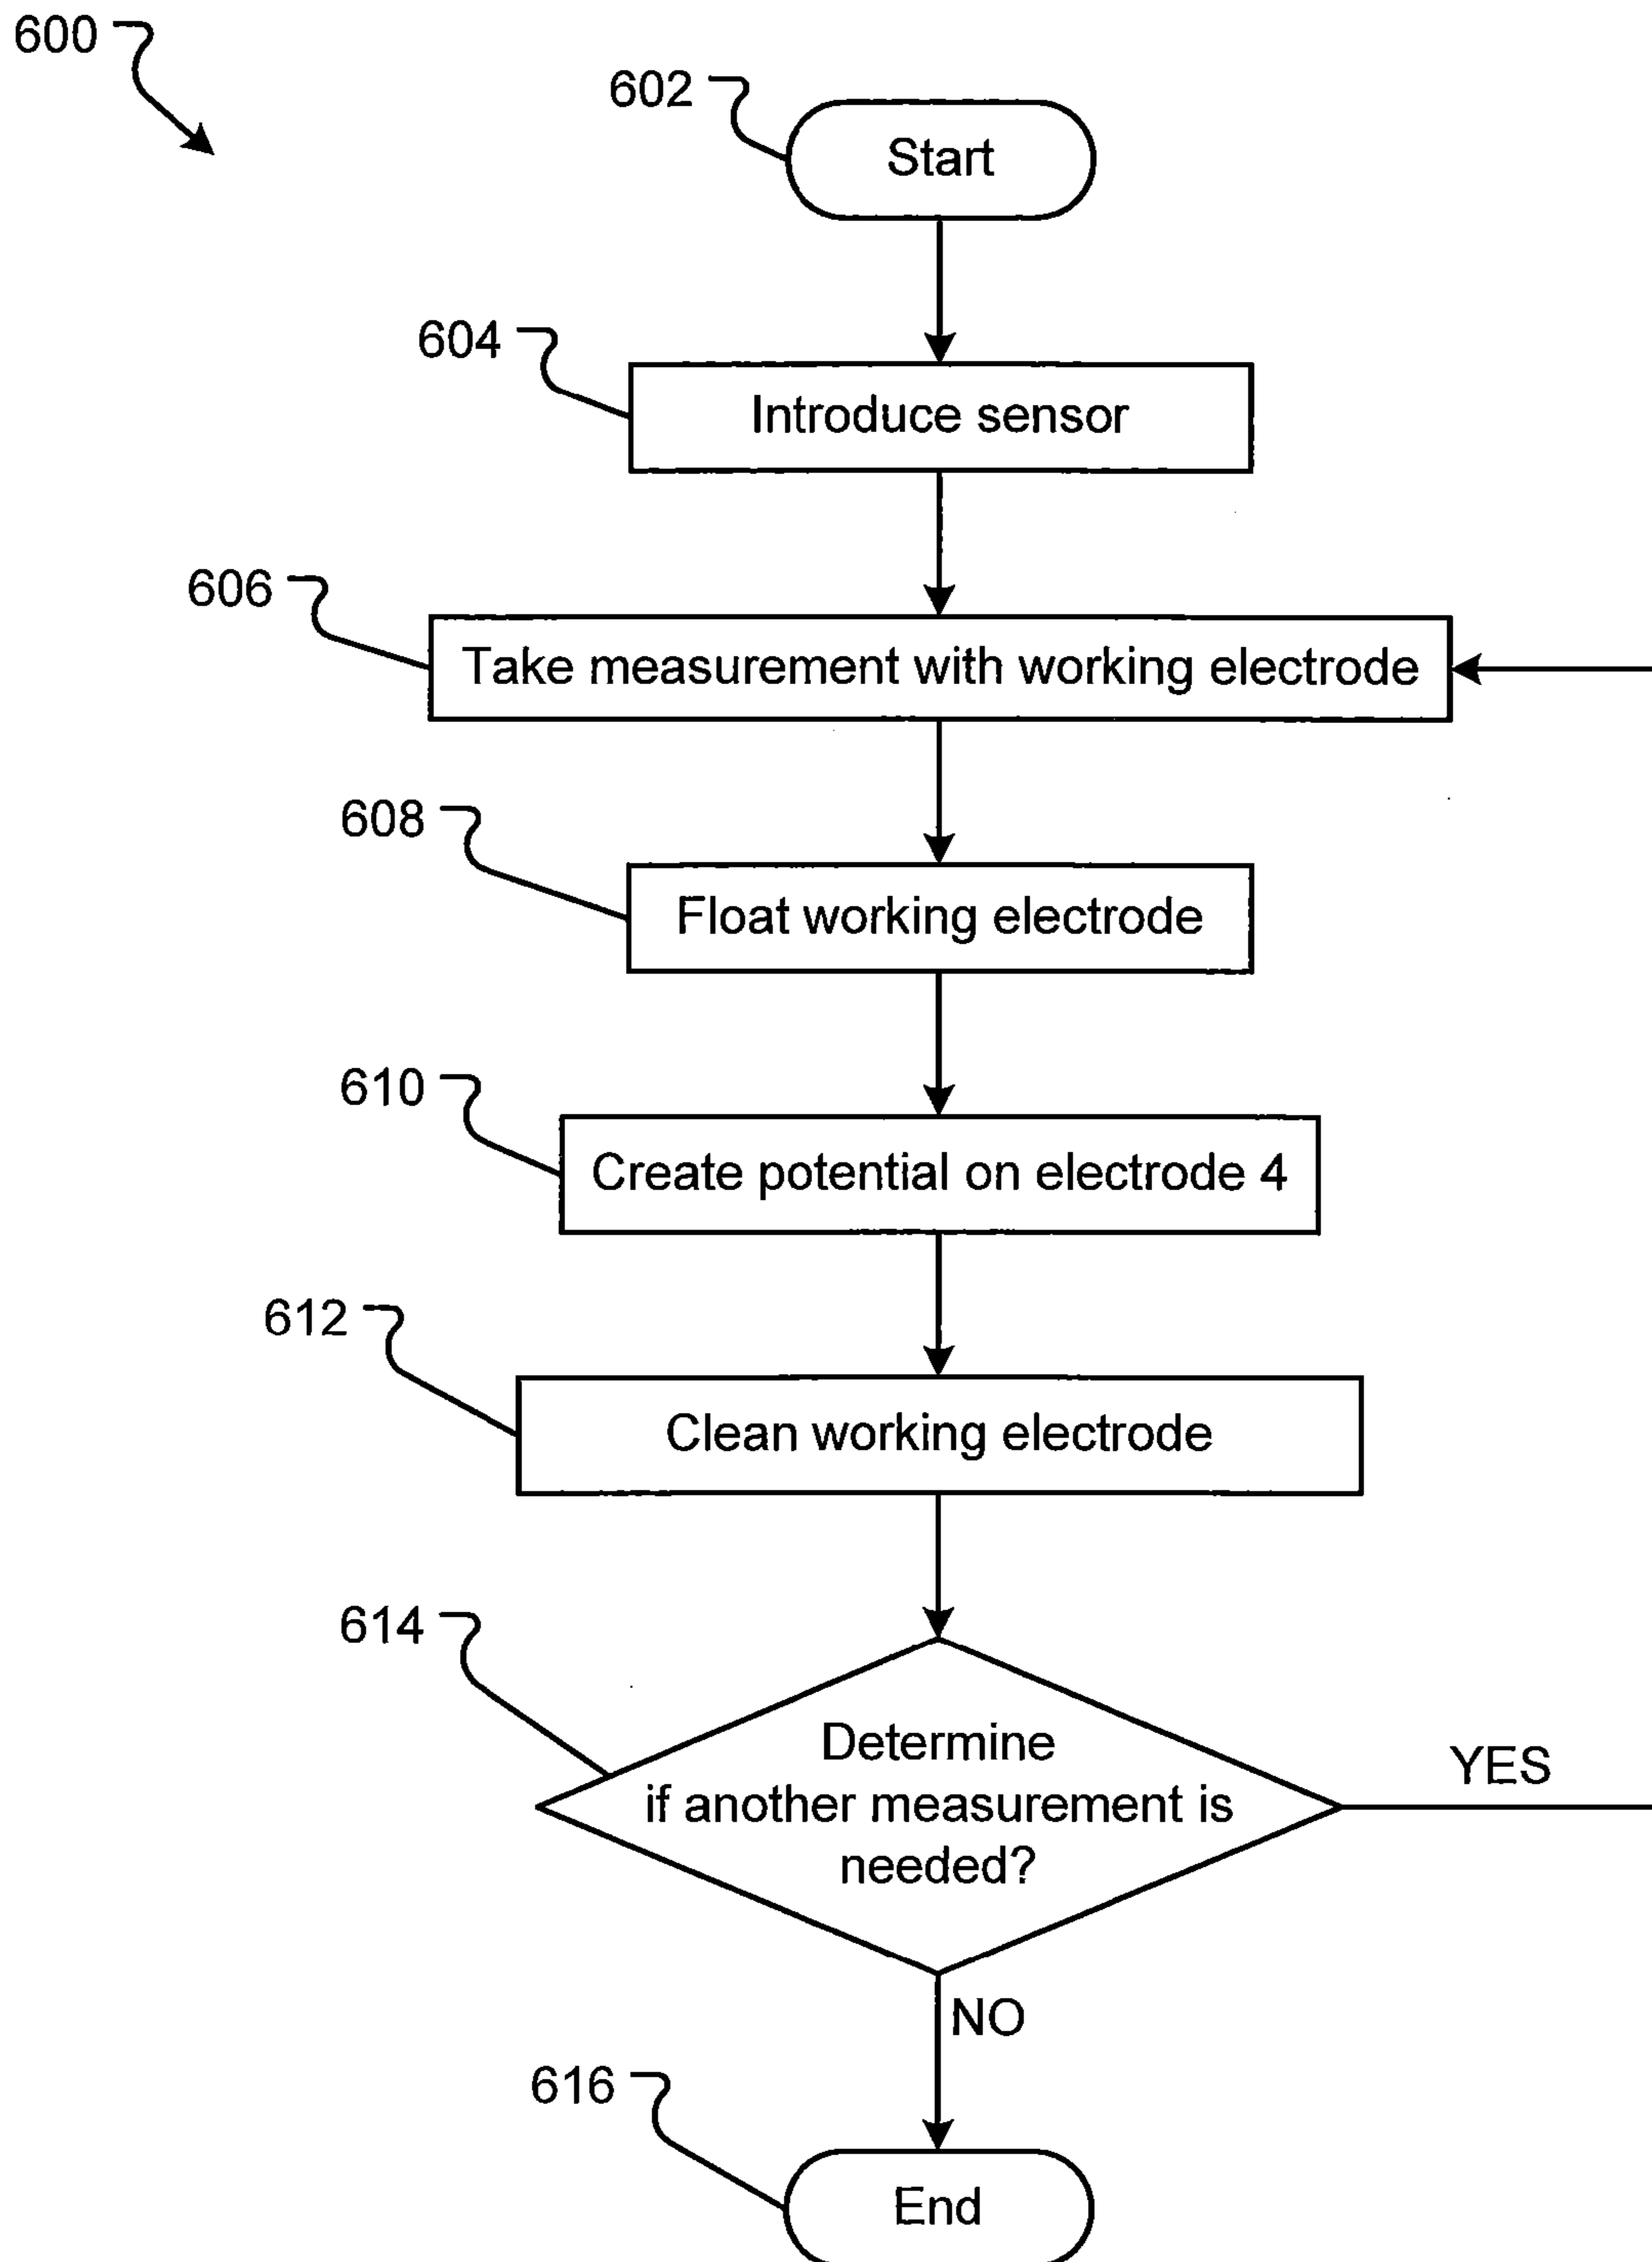 600
602
Start
604
Introduce sensor
606
Take measurement with working electrode
608
Float working electrode
610
Create potential on electrode 4
612
Clean working electrode
614
Determine
if another measurement is
needed?
YES
NO
616
End